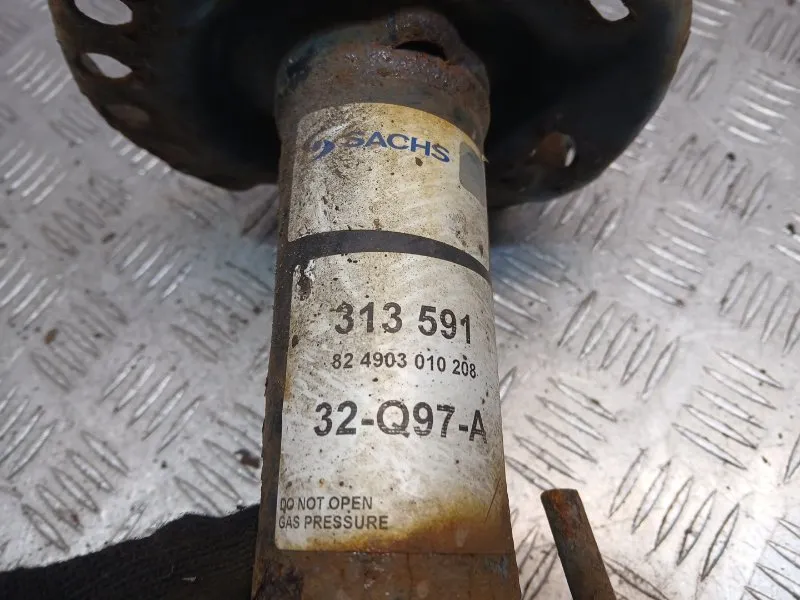 SACHS
313 591
82 4903 010 208
32-Q97-A
DO NOT OPEN
GAS PRESSURE